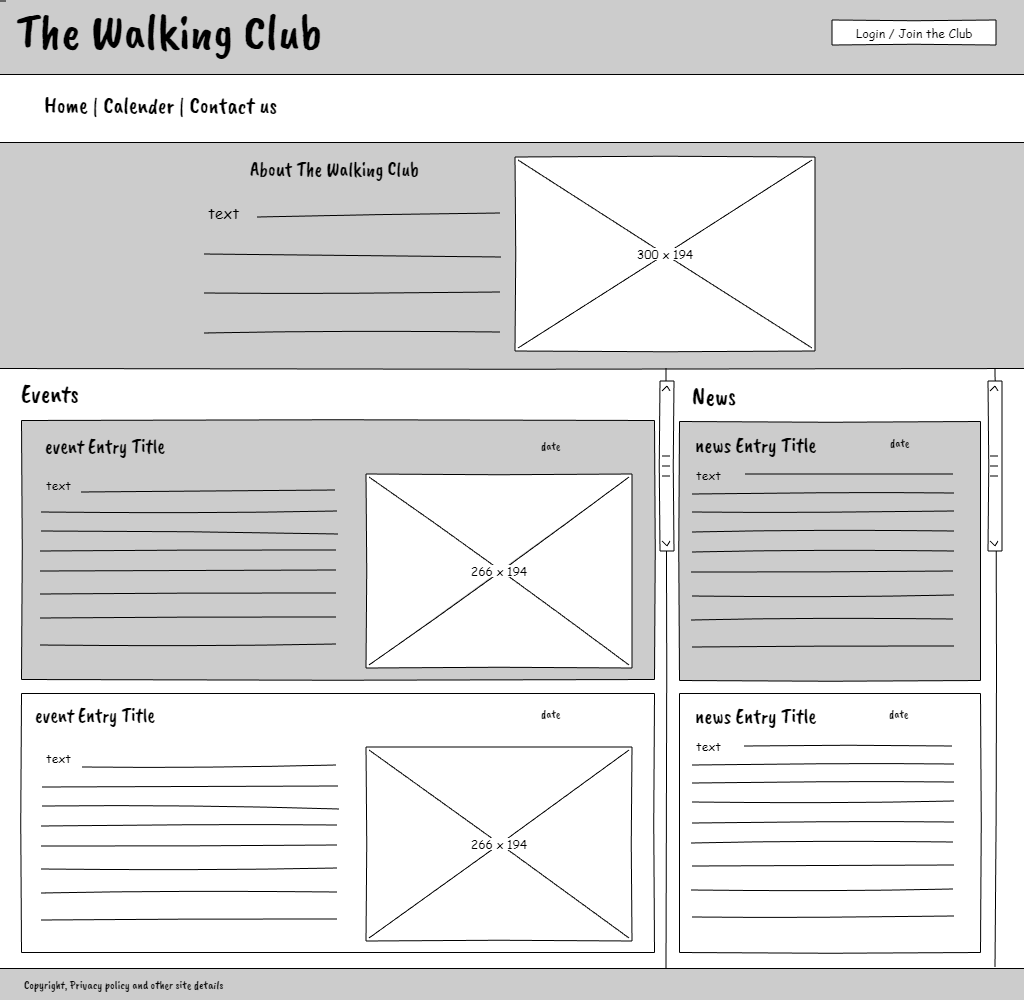 The Walking Club
Login / Join the Club
Home | Calender | Contact us
About The Walking Club
text
300 x 194
Events
event Entry Title
date
text
266 x 194
event Entry Title
date
text
266 x 194
News
news Entry Title
date
text
news Entry Title
date
text
Copyright, Privacy policy and other site details